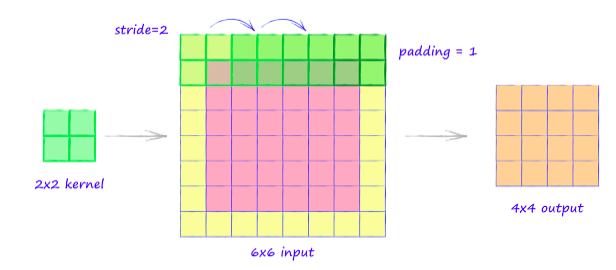 stride=2
padding = 1
2x2 kernel
4x4 output
6x6 input